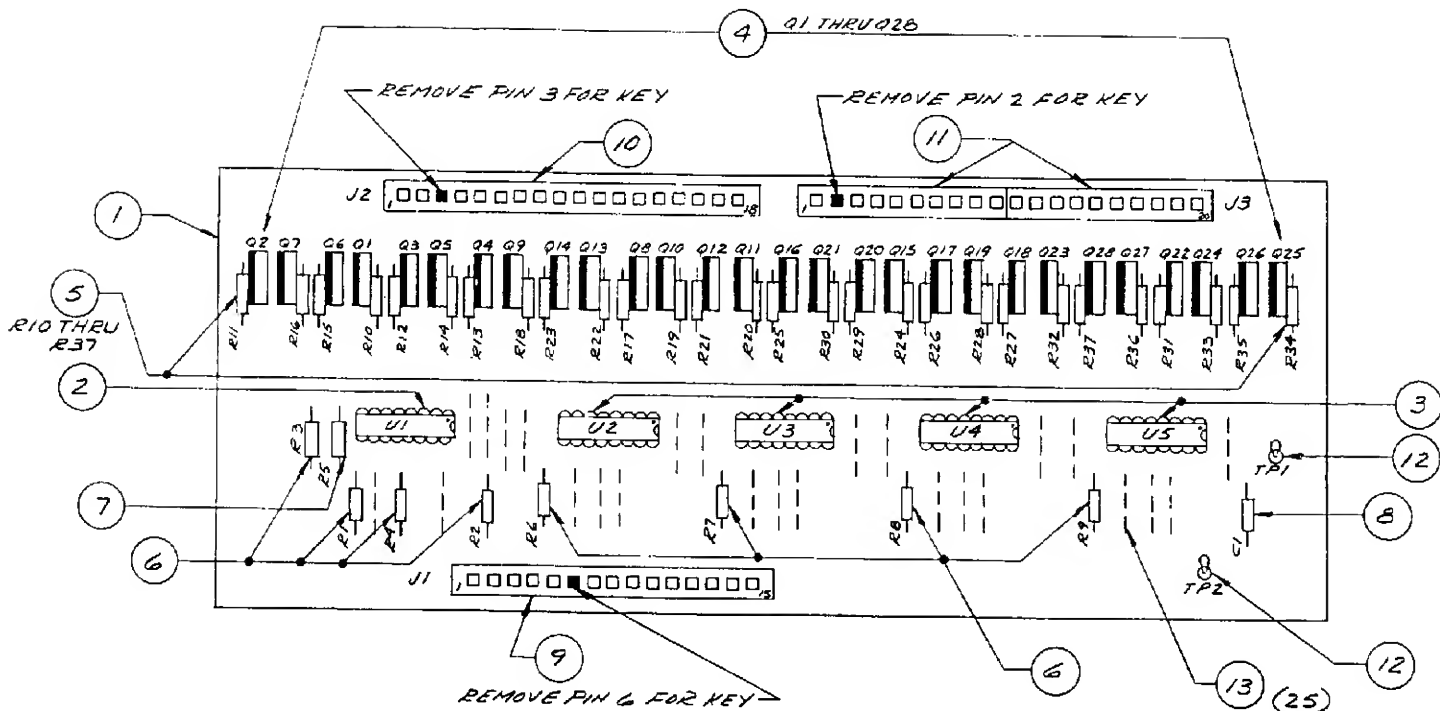 4 Q1 THRU Q28
REMOVE PIN 3 FOR KEY
REMOVE PIN 2 FOR KEY
10
11
J2 1 18
1 20 J3
1
Q2 Q7 Q6 Q1 Q3 Q5 Q4 Q9 Q14 Q13 Q8 Q10 Q12 Q11 Q16 Q21 Q20 Q15 Q17 Q19 Q18 Q23 Q28 Q27 Q22 Q24 Q26 Q25
5
R10 THRU
R37
R11 R16 R15 R10 R12 R14 R13 R18 R23 R22 R17 R19 R21 R20 R25 R30 R29 R24 R26 R28 R27 R32 R37 R36 R31 R33 R35 R34
2
3
U1 U2 U3 U4 U5
R3 R5
TP1
12
7
8
R1 R4 R2 R6 R7 R8 R9 C1
6
J1 1 15
TP2
9
6
12
REMOVE PIN 6 FOR KEY
13 (25)